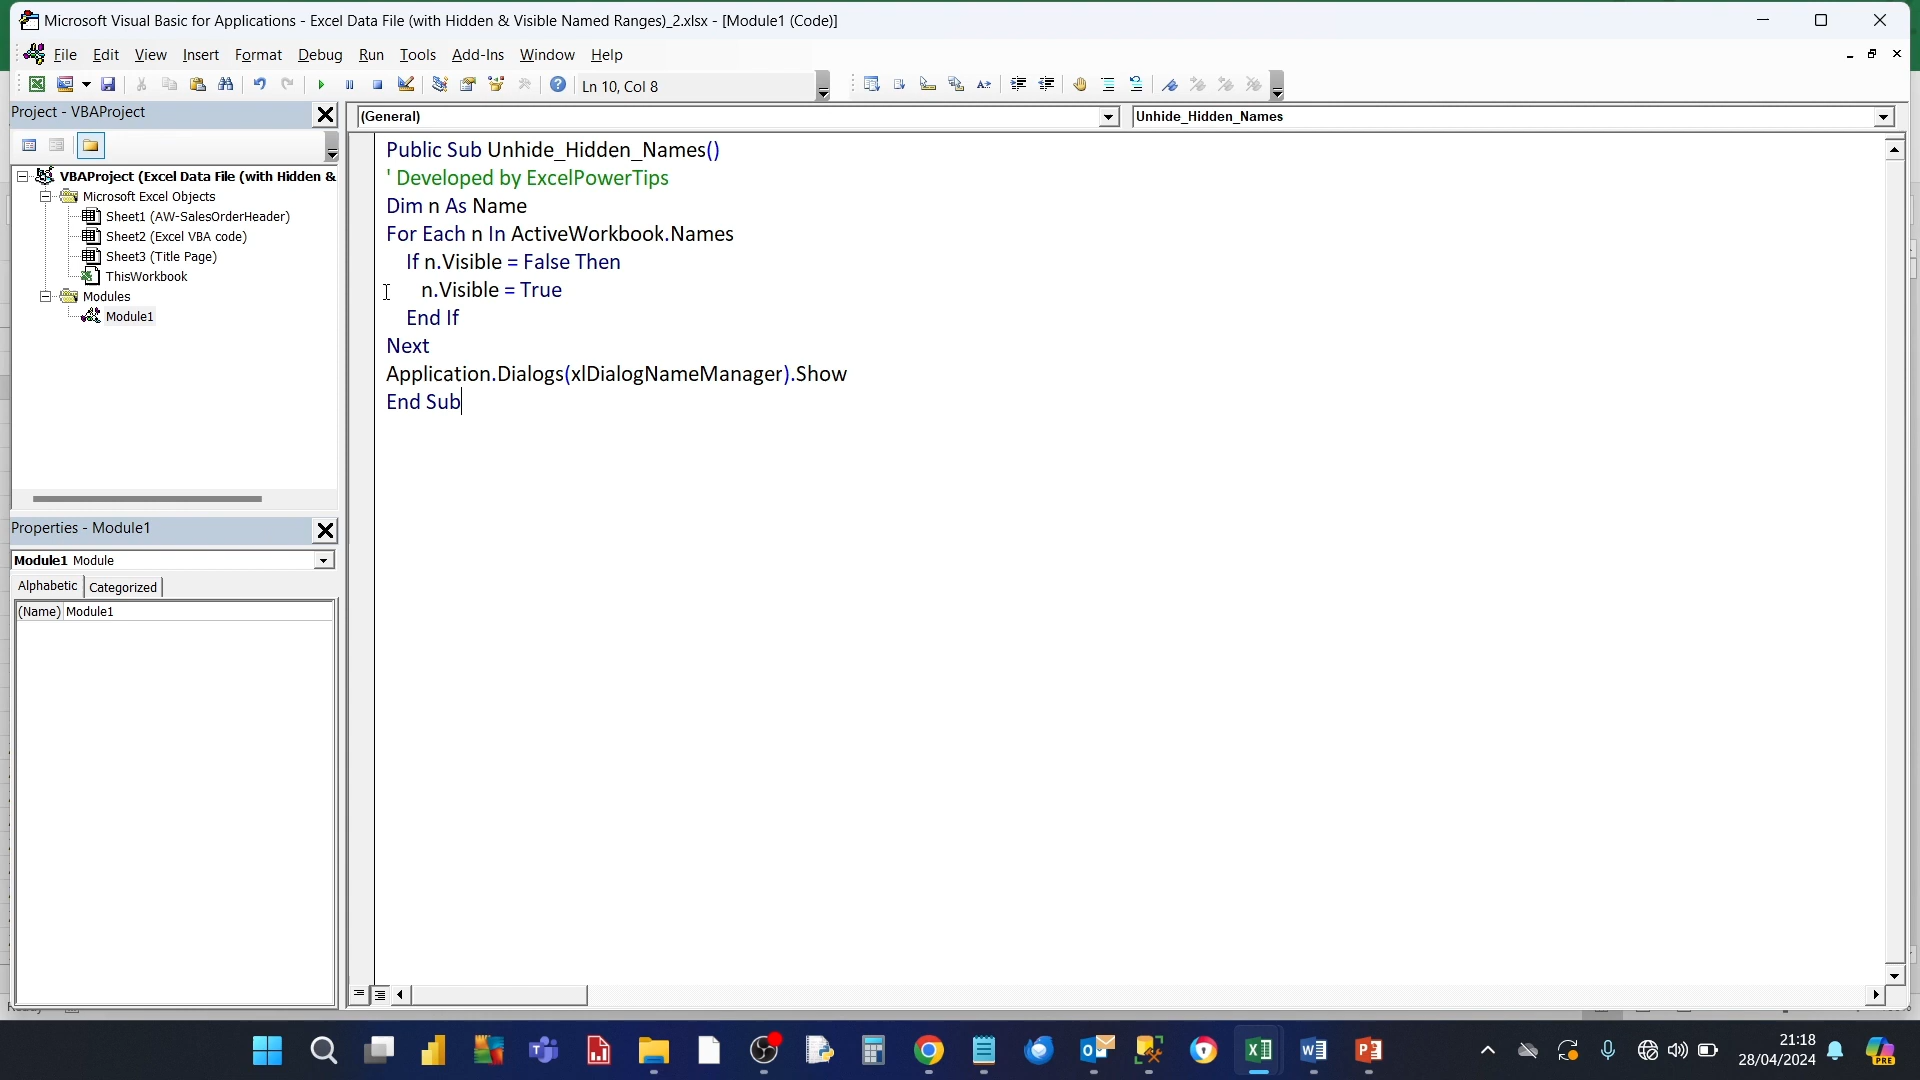 Microsoft Visual Basic for Applications - Excel Data File (with Hidden & Visible Named Ranges)_2.xlsx - [Module1 (Code)]
File Edit View Insert Format Debug Run Tools Add-Ins Window Help
Ln 10, Col 8
Project - VBAProject
(General)
Unhide_Hidden_Names
VBAProject (Excel Data File (with Hidden &
Microsoft Excel Objects
Sheet1 (AW-SalesOrderHeader)
Sheet2 (Excel VBA code)
Sheet3 (Title Page)
ThisWorkbook
Modules
Module1
Public Sub Unhide_Hidden_Names()
' Developed by ExcelPowerTips
Dim n As Name
For Each n In ActiveWorkbook.Names
If n.Visible = False Then
n.Visible = True
End If
Next
Application.Dialogs(xlDialogNameManager).Show
End Sub
Properties - Module1
Module1 Module
Alphabetic Categorized
(Name) Module1
21:18
28/04/2024
PRE